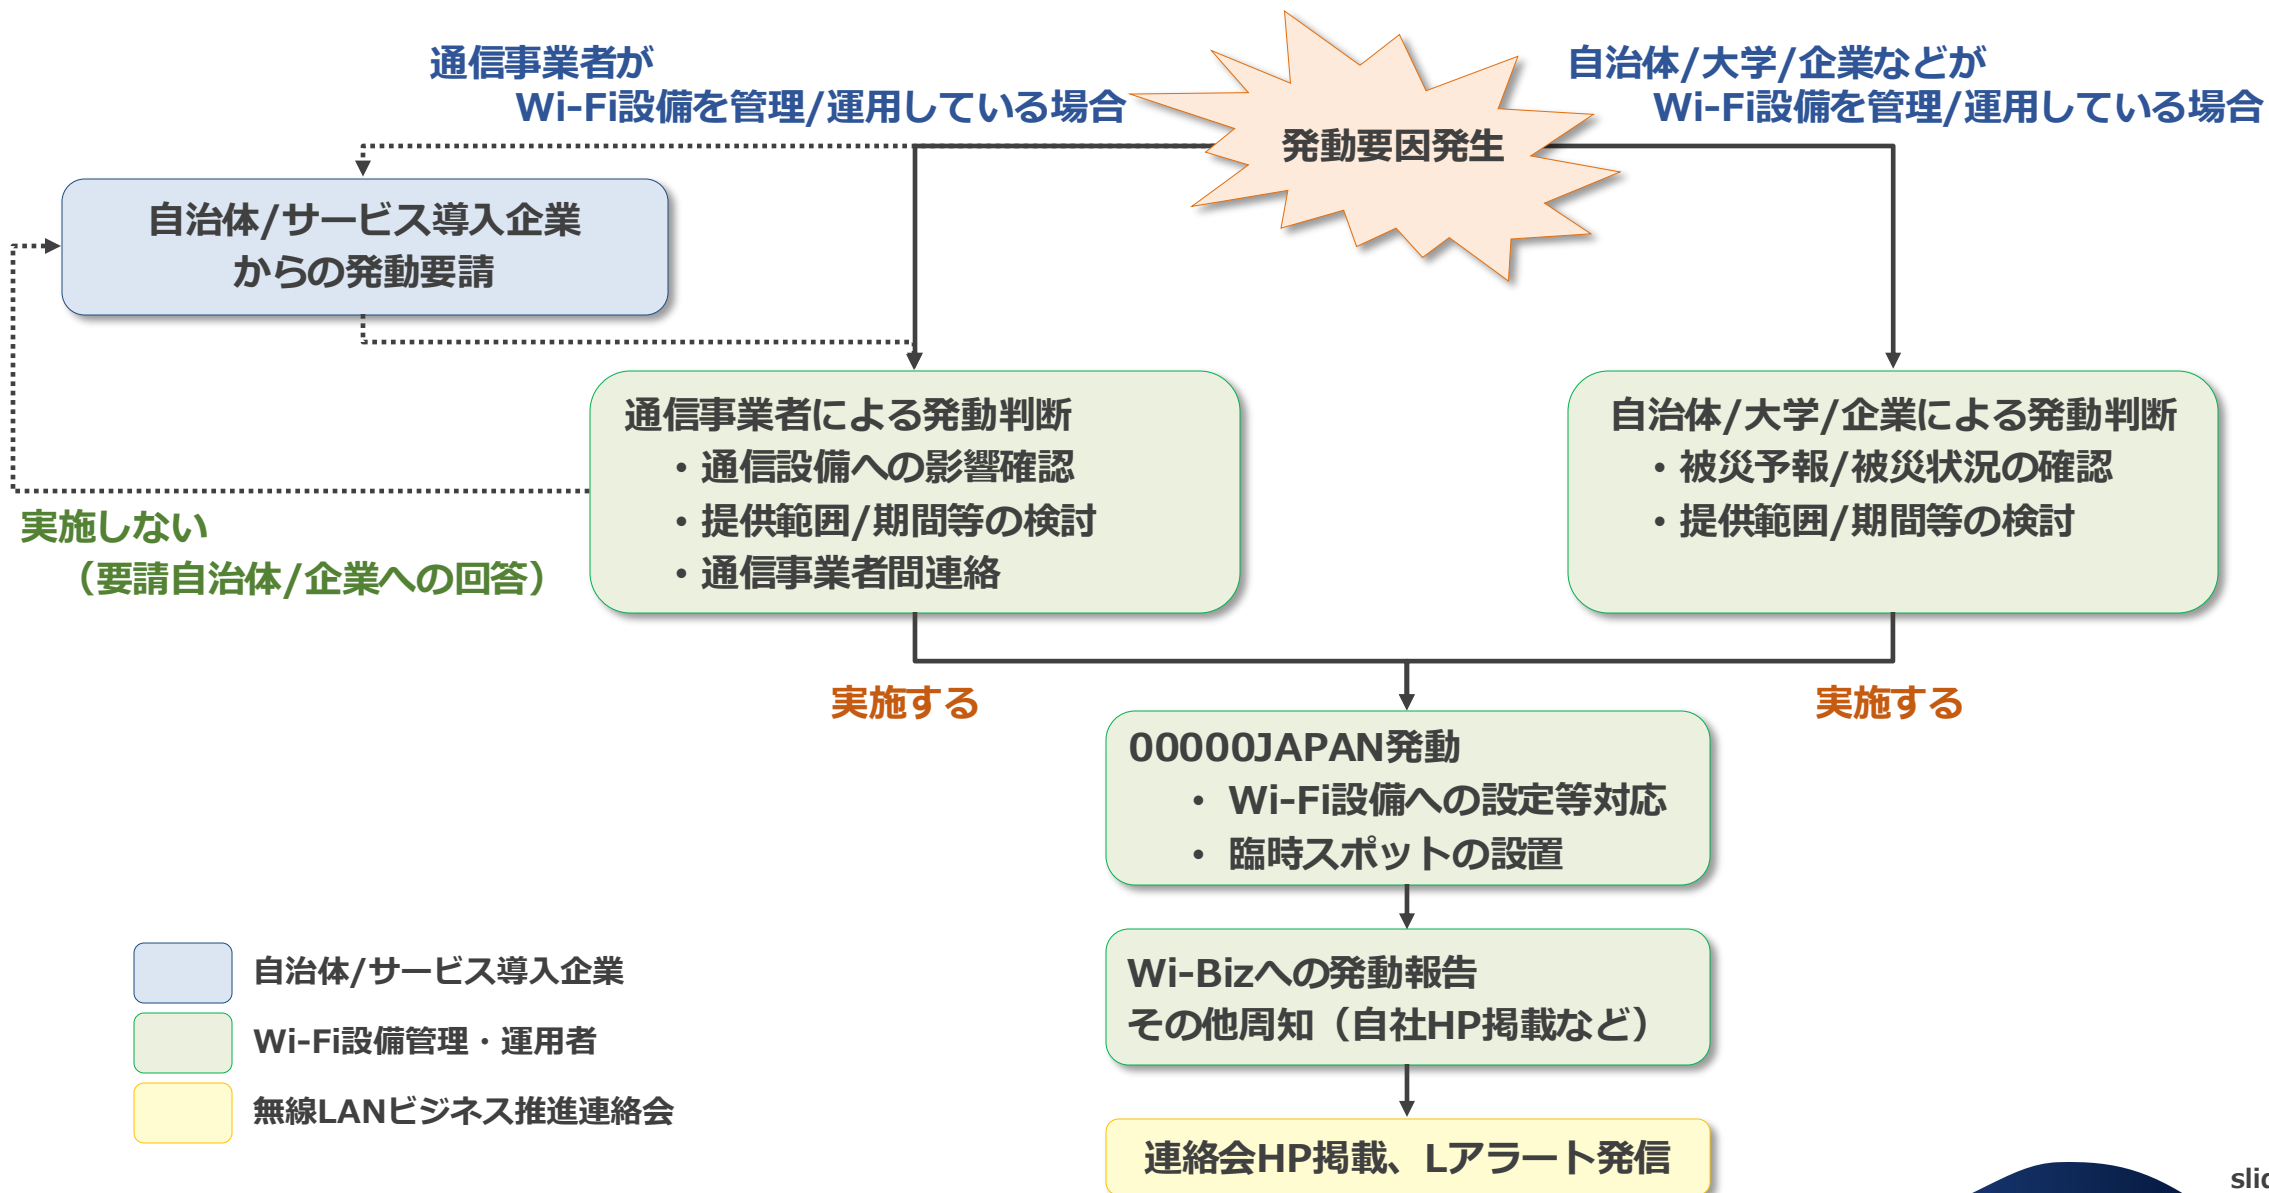 通信事業者が
Wi-Fi設備を管理/運用している場合
発動要因発生
自治体/大学/企業などが
Wi-Fi設備を管理/運用している場合
自治体/サービス導入企業
からの発動要請
通信事業者による発動判断
・通信設備への影響確認
・提供範囲/期間等の検討
・通信事業者間連絡
自治体/大学/企業による発動判断
・被災予報/被災状況の確認
・提供範囲/期間等の検討
実施しない
（要請自治体/企業への回答）
実施する
実施する
00000JAPAN発動
・ Wi-Fi設備への設定等対応
・ 臨時スポットの設置
Wi-Bizへの発動報告
その他周知（自社HP掲載など）
連絡会HP掲載、Lアラート発信
自治体/サービス導入企業
Wi-Fi設備管理・運用者
無線LANビジネス推進連絡会